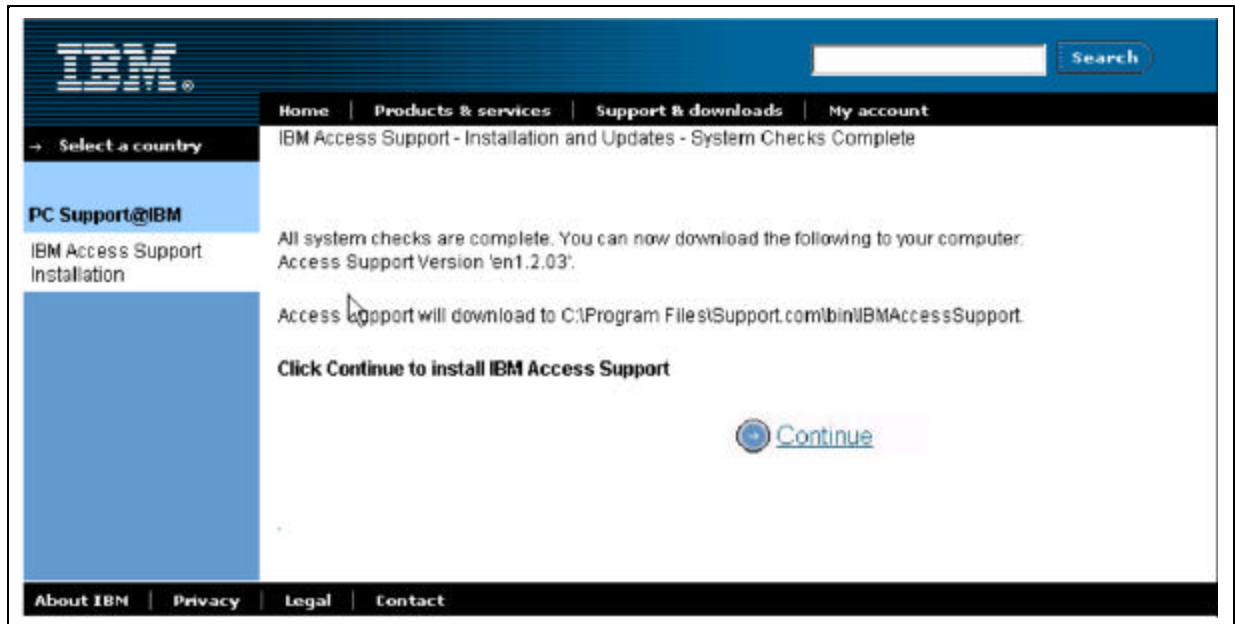 IBM®
Search
Home | Products & services | Support & downloads | My account
→ Select a country
IBM Access Support - Installation and Updates - System Checks Complete
PC Support@IBM
IBM Access Support
Installation
All system checks are complete. You can now download the following to your computer:
Access Support Version 'en1.2.03'.
Access Support will download to C:\Program Files\Support.com\bin\IBMAccessSupport.
Click Continue to install IBM Access Support
Continue
About IBM | Privacy | Legal | Contact